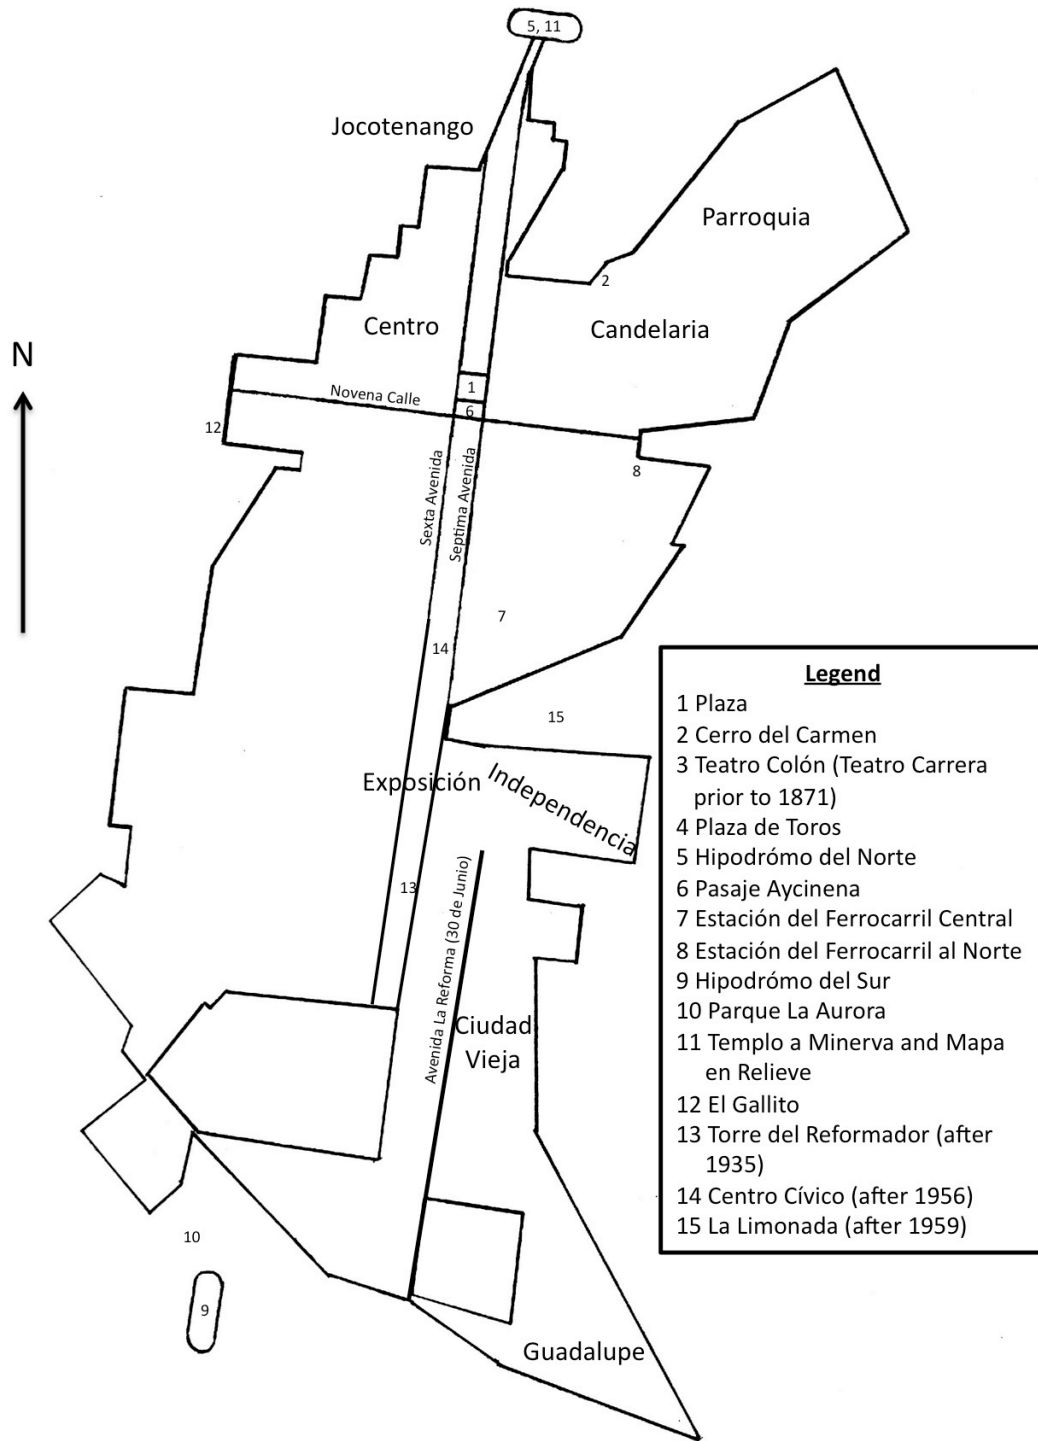 5, 11
Jocotenango
Parroquia
2
Centro
Candelaria
N
1
Novena Calle
6
12
8
Sexta Avenida
Septima Avenida
7
14
15
Exposición
Independencia
13
Avenida La Reforma (30 de Junio)
Ciudad
Vieja
10
9
Guadalupe
Legend
1 Plaza
2 Cerro del Carmen
3 Teatro Colón (Teatro Carrera
prior to 1871)
4 Plaza de Toros
5 Hipodrómo del Norte
6 Pasaje Aycinena
7 Estación del Ferrocarril Central
8 Estación del Ferrocarril al Norte
9 Hipodrómo del Sur
10 Parque La Aurora
11 Templo a Minerva and Mapa
en Relieve
12 El Gallito
13 Torre del Reformador (after
1935)
14 Centro Cívico (after 1956)
15 La Limonada (after 1959)